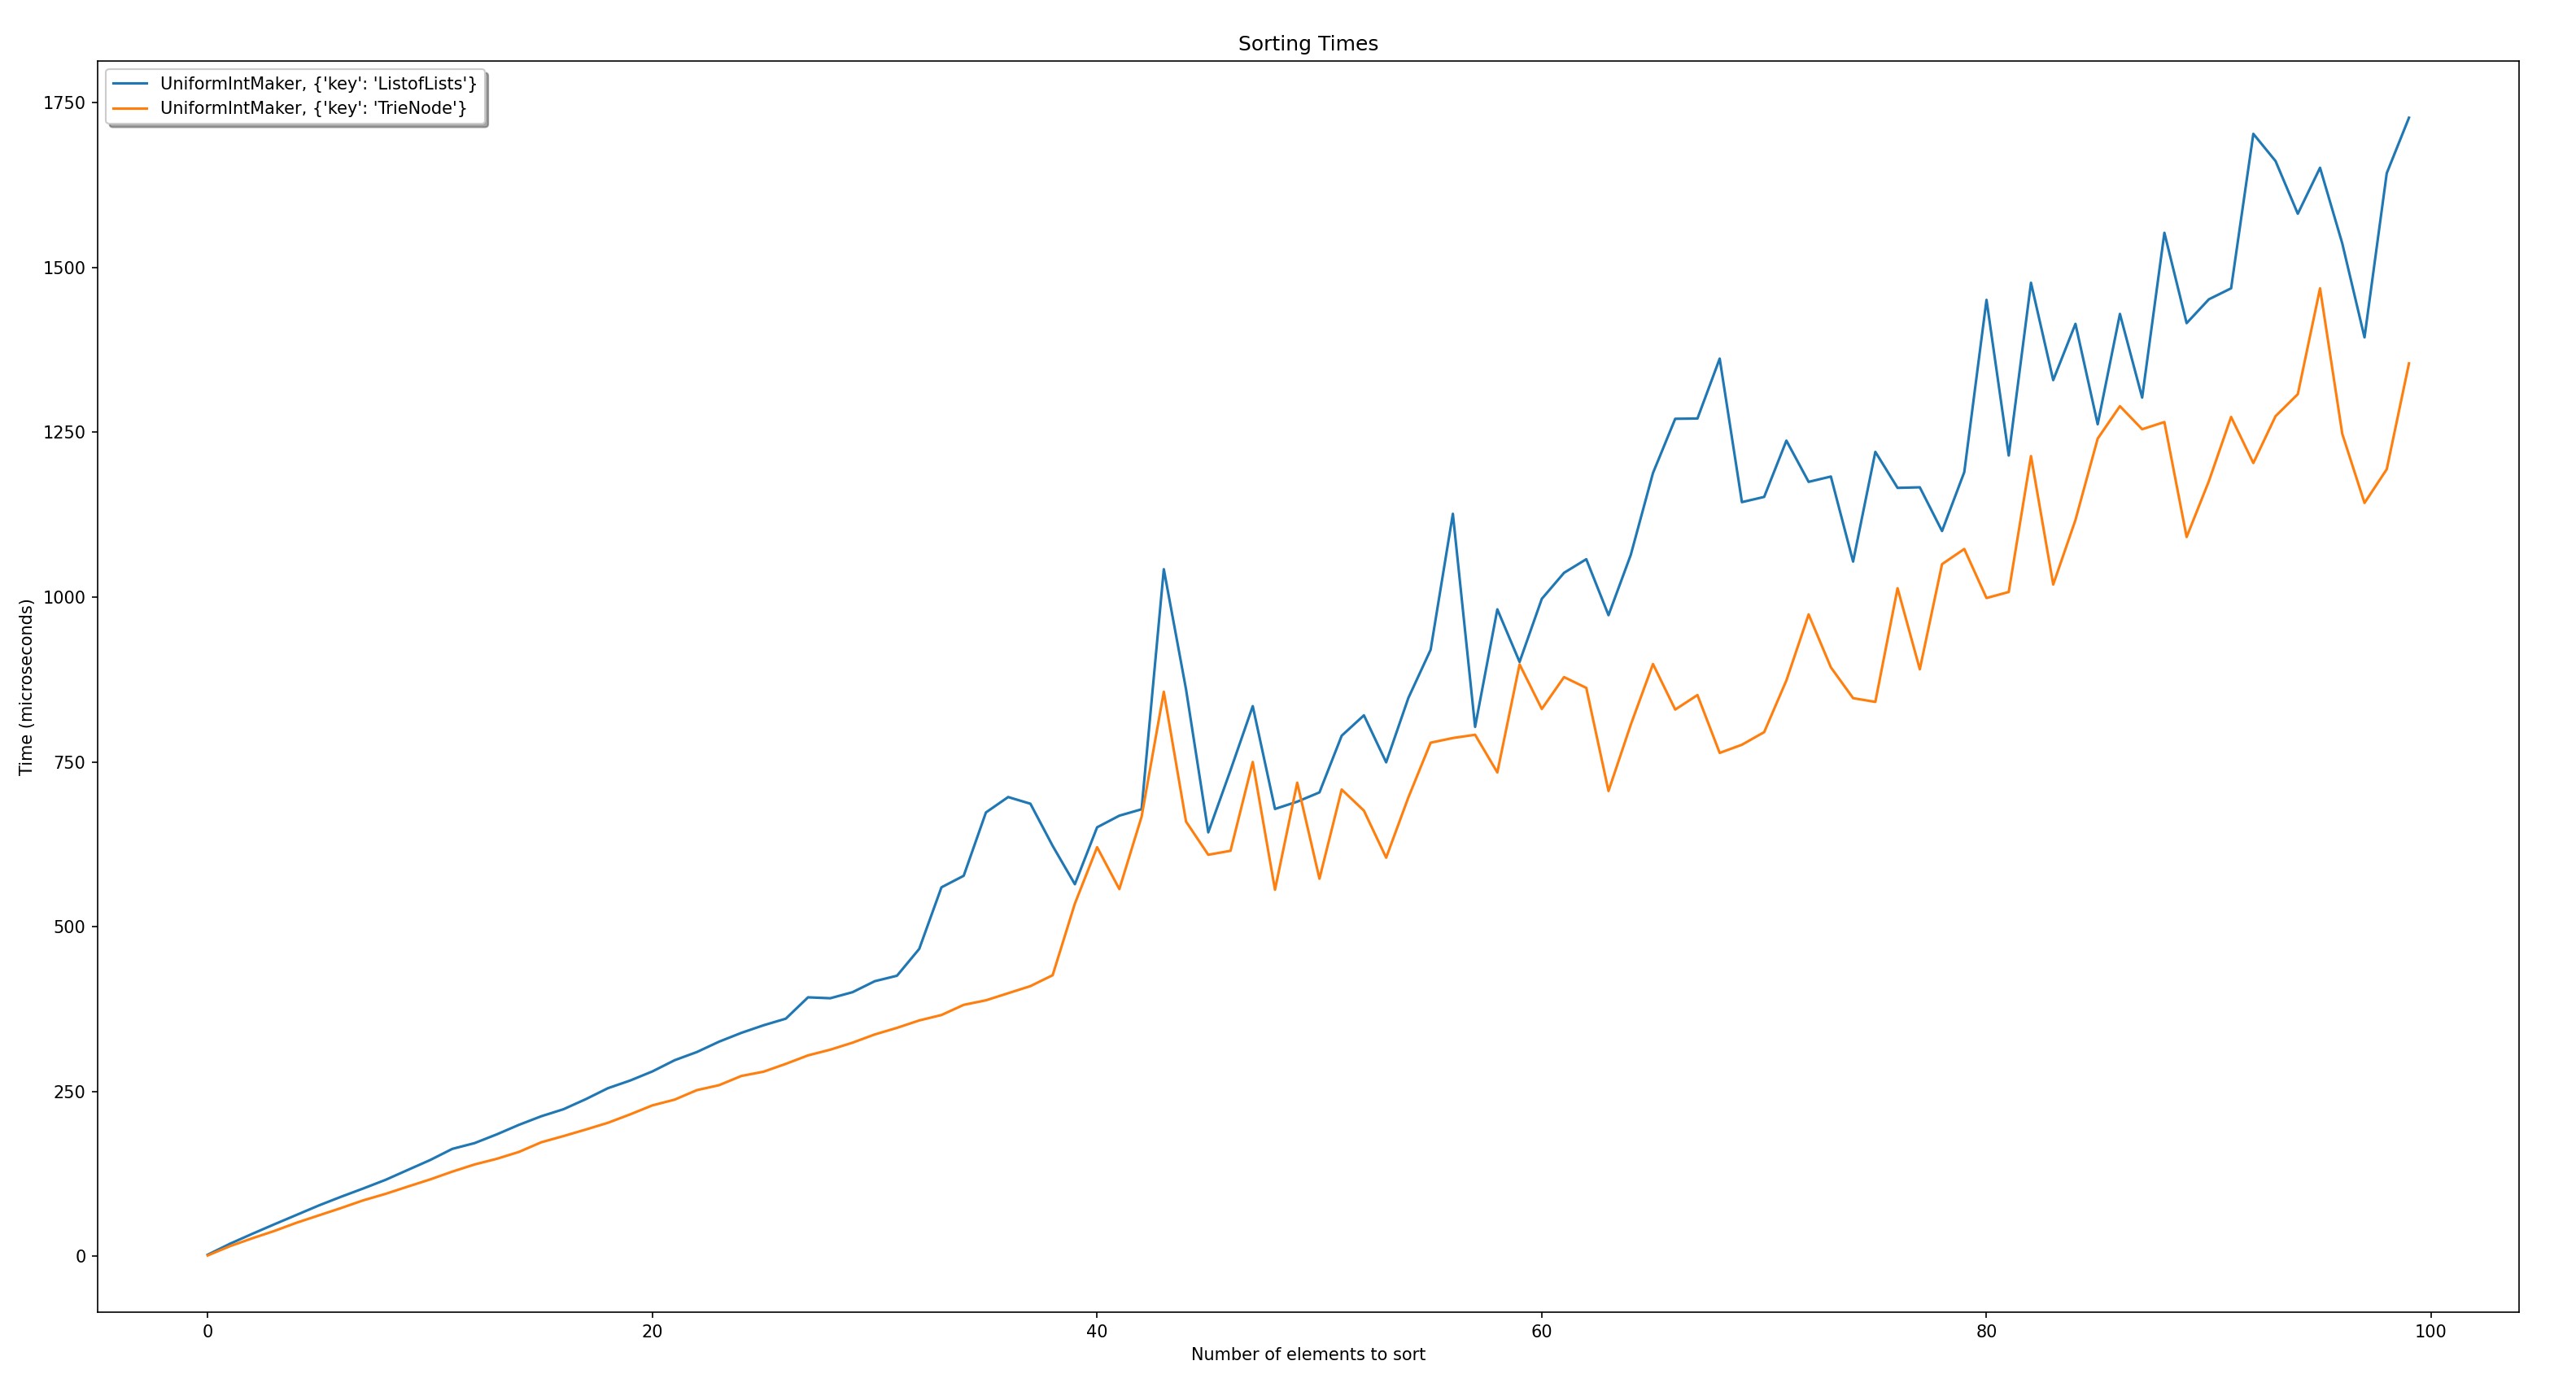 Sorting Times
UniformIntMaker, {'key': 'ListofLists'}
UniformIntMaker, {'key': 'TrieNode'}
1750
1500
1250
1000
750
500
250
0
Time (microseconds)
0 20 40 60 80 100
Number of elements to sort